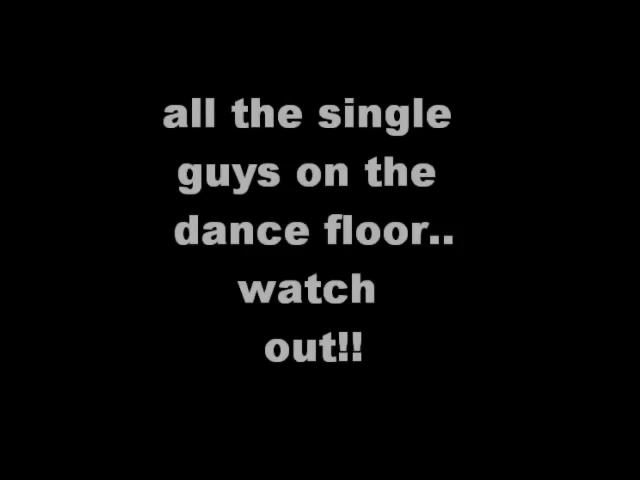 all the single
guys on the
dance floor..
watch
out!!